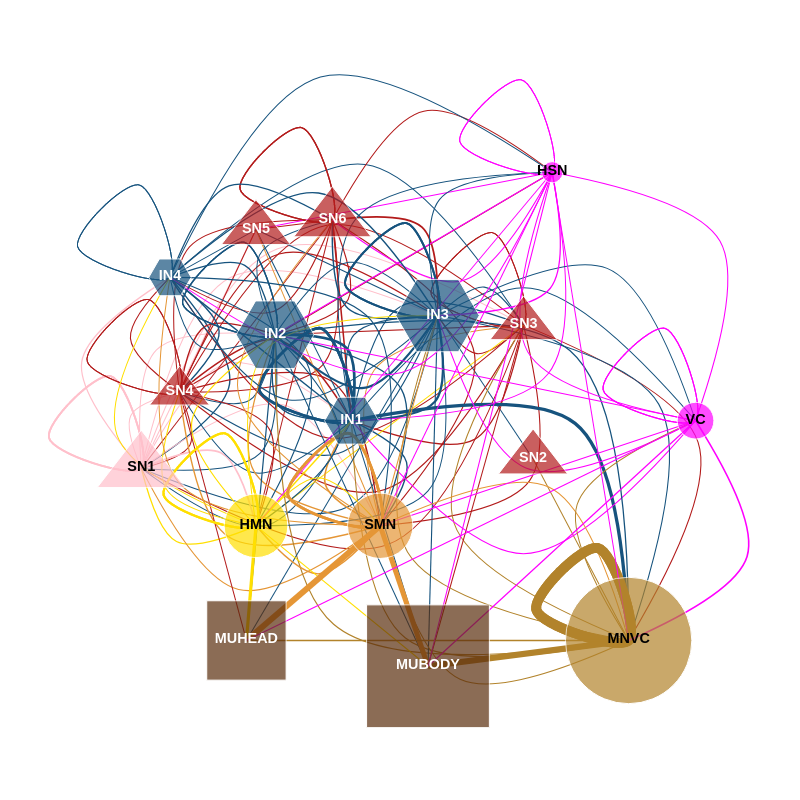 HSN
SN6
SN5
IN4
IN3
SN3
IN2
SN4
IN1
VC
SN2
SN1
HMN
SMN
MUHEAD
MNVC
MUBODY